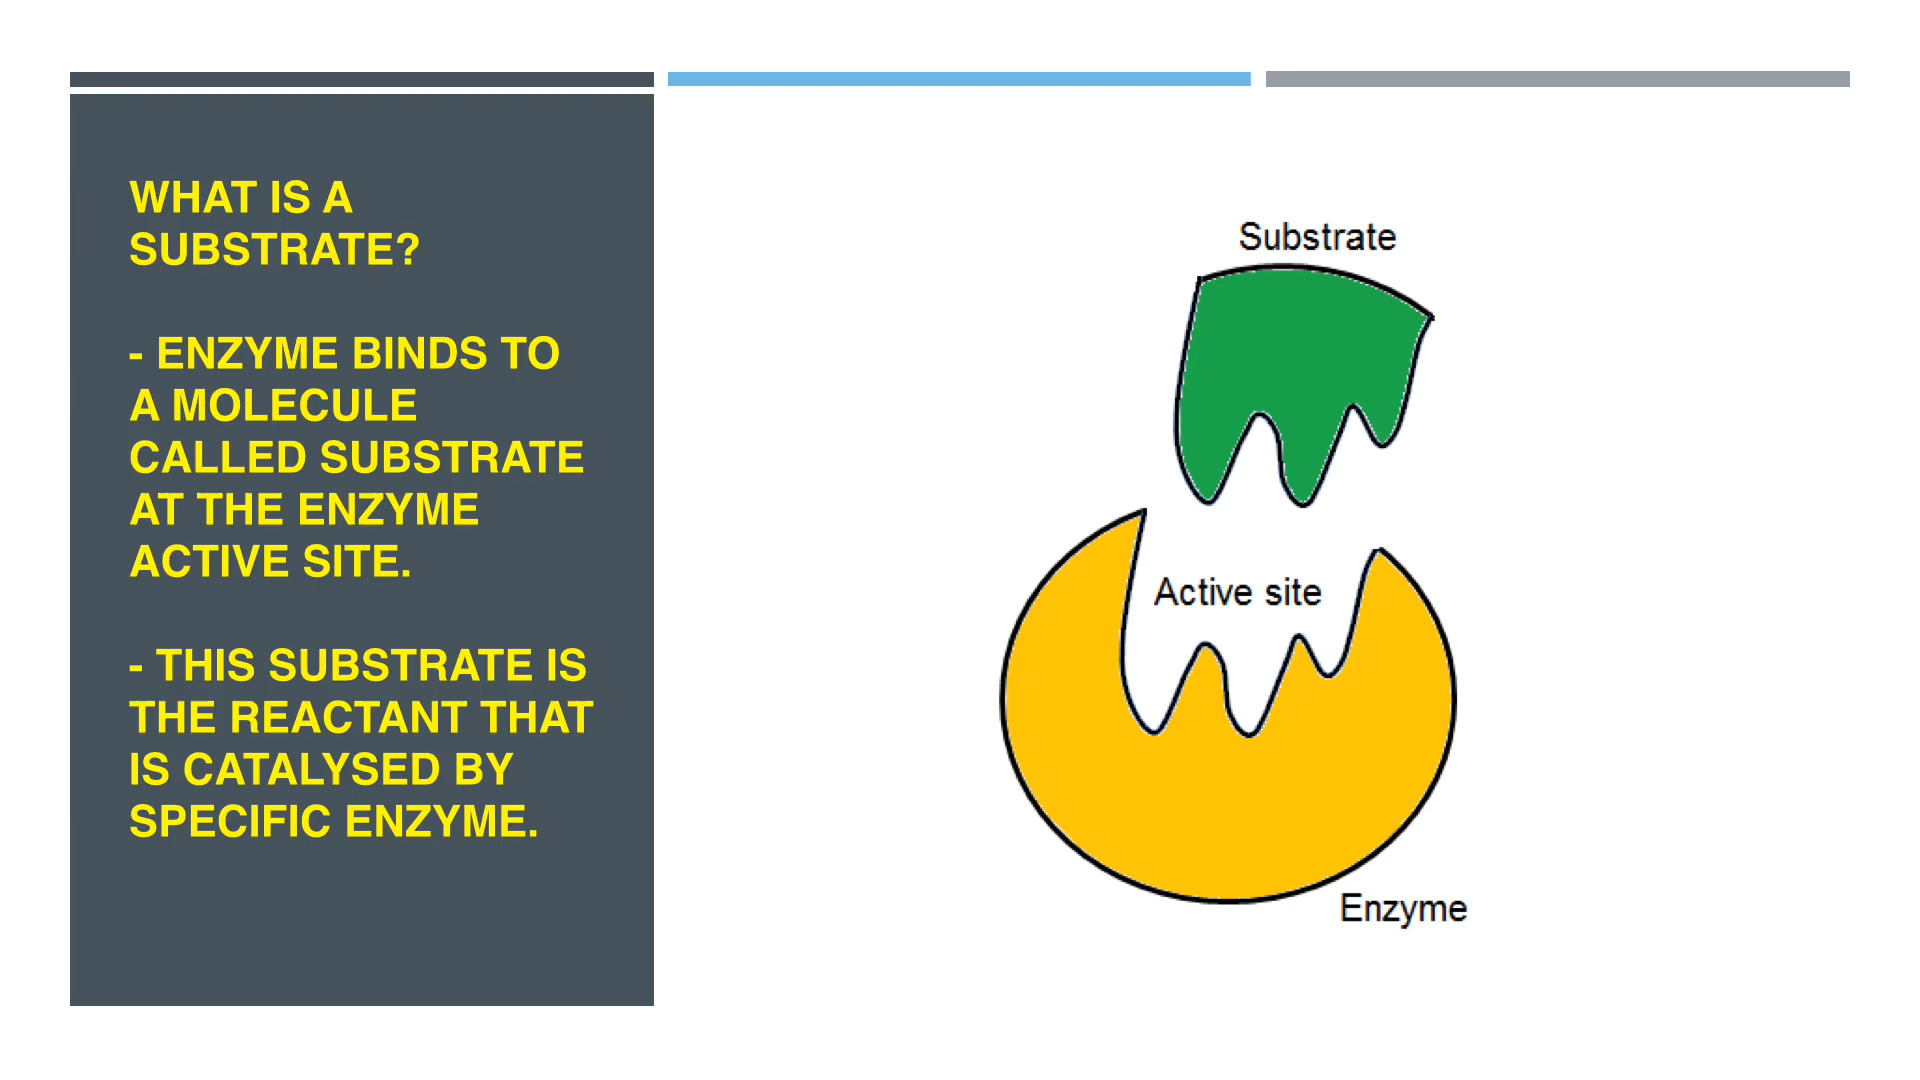 WHAT IS A
SUBSTRATE?
- ENZYME BINDS TO
A MOLECULE
CALLED SUBSTRATE
AT THE ENZYME
ACTIVE SITE.
- THIS SUBSTRATE IS
THE REACTANT THAT
IS CATALYSED BY
SPECIFIC ENZYME.
Substrate
Active site
Enzyme